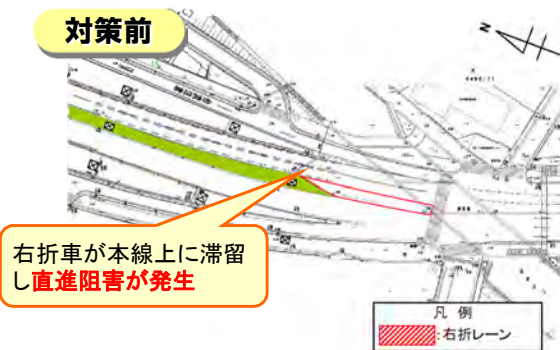 対策前
N
右折車が本線上に滞留
し直進阻害が発生
凡 例
:右折レーン